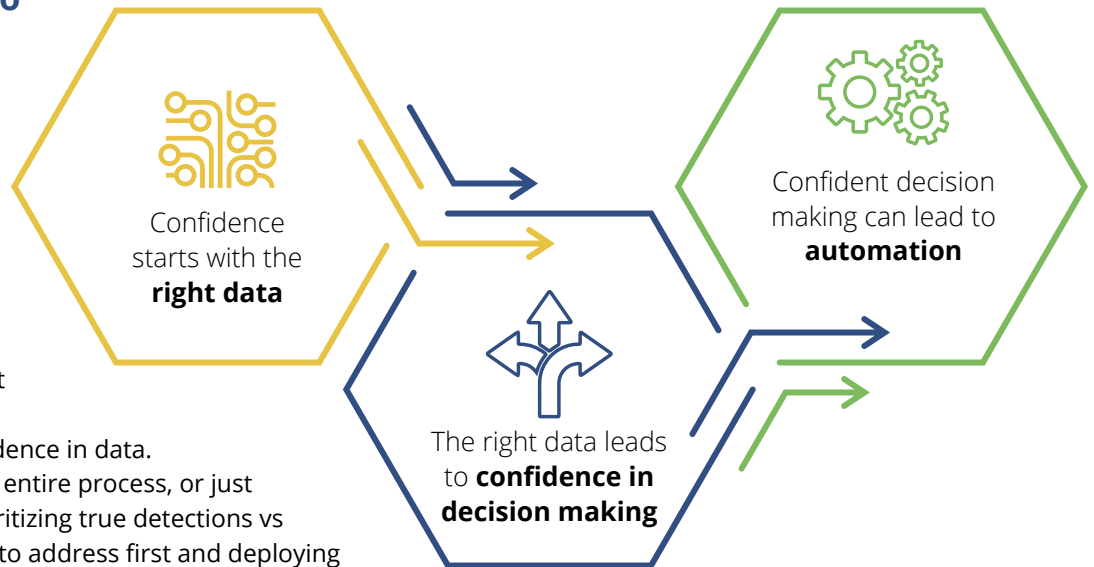 Confidence
starts with the
right data
The right data leads
to confidence in
decision making
Confident decision
making can lead to
automation
dence in data.
entire process, or just
ritizing true detections vs
to address first and deploying